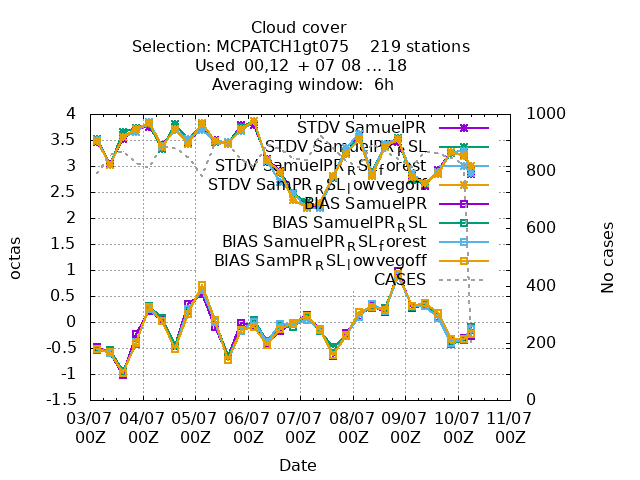 Cloud cover
Selection: MCPATCH1gt075 219 stations
Used 00,12 + 07 08 ... 18
Averaging window: 6h
4 1000
STDV SamuelPR
3.5
STDV SamuelPR_RSL
STDV SamuelPR_RSL_forest
3 800
STDV SamPR_RSL_lowvegoff
2.5
BIAS SamuelPR
2 600
BIAS SamuelPR_RSL
BIAS SamuelPR_RSL_forest
1.5
BIAS SamPR_RSL_lowvegoff
CASES
1 400
0.5
0
-0.5 200
-1
-1.5 0
octas
No cases
03/07 04/07 05/07 06/07 07/07 08/07 09/07 10/07 11/07
00Z 00Z 00Z 00Z 00Z 00Z 00Z 00Z 00Z
Date